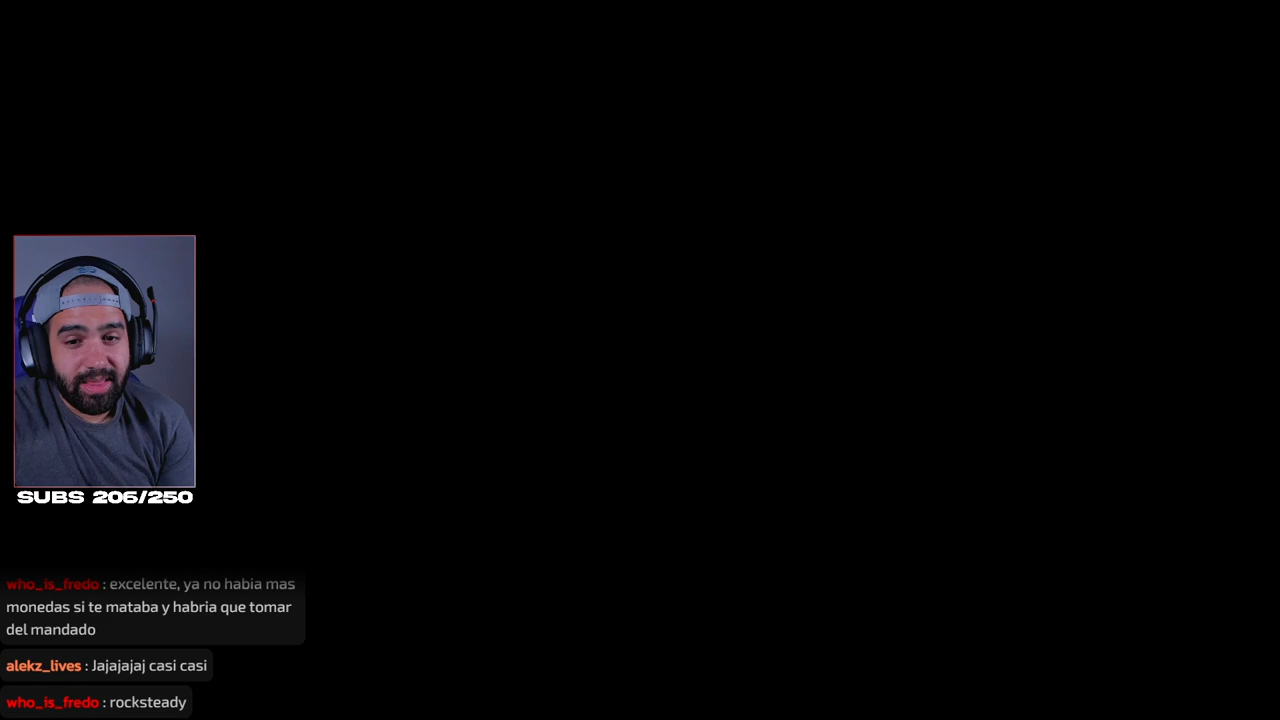 SUBS 206/250
who_is_fredo : excelente, ya no habia mas
monedas si te mataba y habria que tomar
del mandado
alekz_lives : Jajajajaj casi casi
who_is_fredo : rocksteady